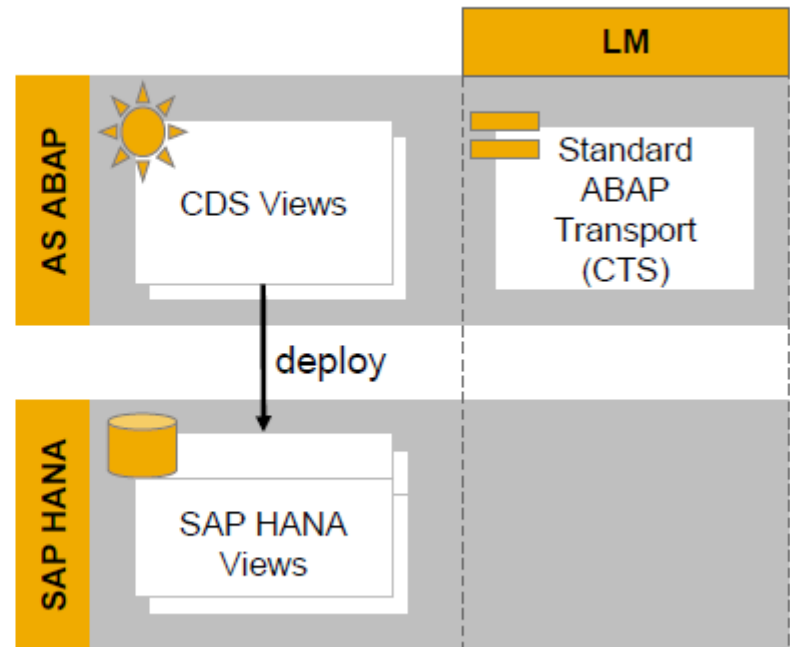 LM
AS ABAP
CDS Views
Standard
ABAP
Transport
(CTS)
deploy
SAP HANA
SAP HANA
Views